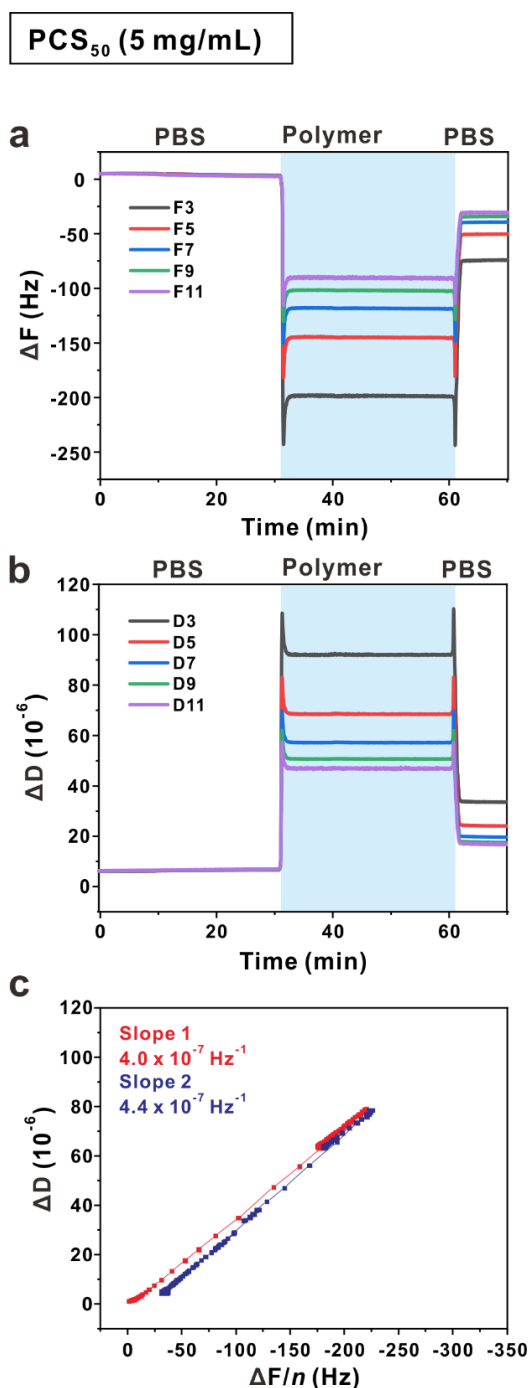 PCS₅₀ (5 mg/mL)
a
PBS Polymer PBS
0
-50
-100
-150
-200
-250
ΔF (Hz)
F3
F5
F7
F9
F11
0 20 40 60
Time (min)
b
PBS Polymer PBS
120
100
80
60
40
20
0
ΔD (10⁻⁶)
D3
D5
D7
D9
D11
0 20 40 60
Time (min)
c
120
100
80
60
40
20
0
ΔD (10⁻⁶)
Slope 1
4.0 x 10⁻⁷ Hz⁻¹
Slope 2
4.4 x 10⁻⁷ Hz⁻¹
0 -50 -100 -150 -200 -250 -300 -350
ΔF/n (Hz)